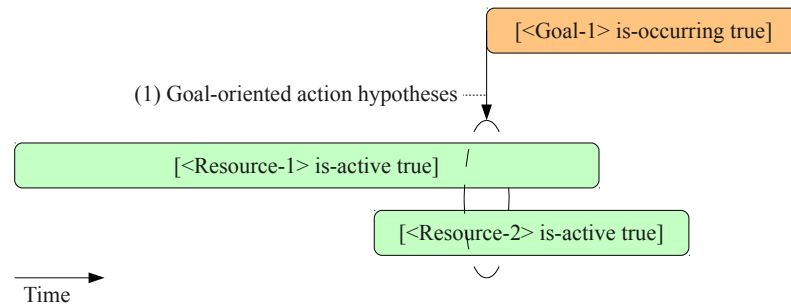 [<Goal-1> is-occurring true]
(1) Goal-oriented action hypotheses
[<Resource-1> is-active true]
[<Resource-2> is-active true]
Time